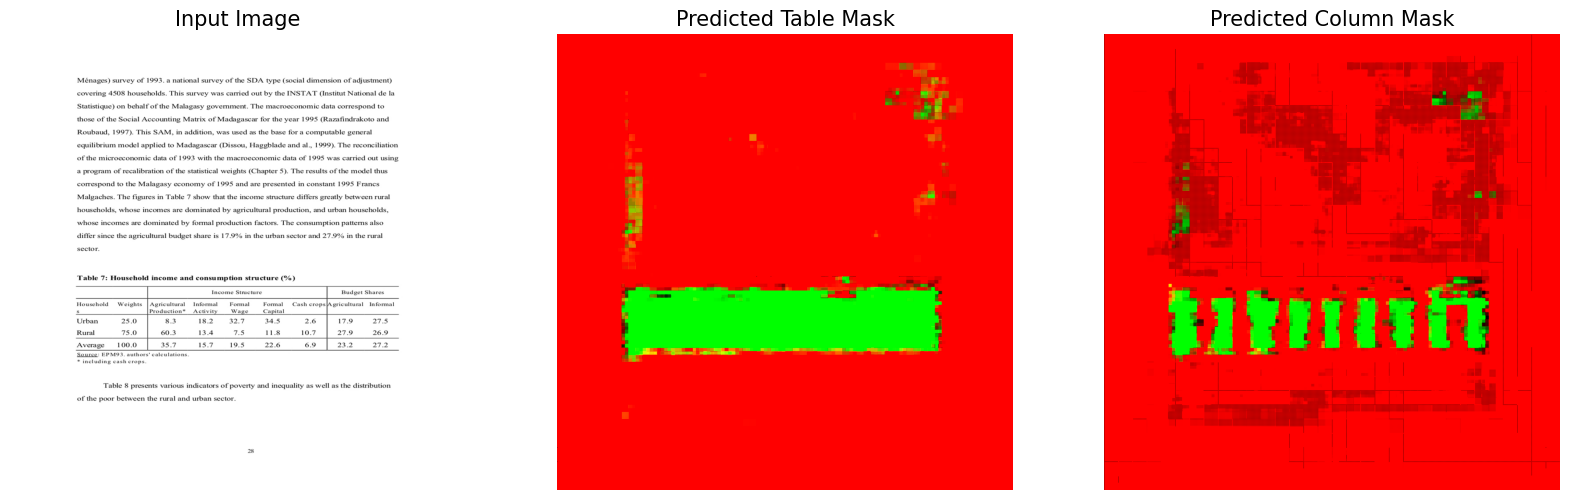 Input Image
Predicted Table Mask
Predicted Column Mask
Ménages) survey of 1993. a national survey of the SDA type (social dimension of adjustment)
covering 4508 households. This survey was carried out by the INSTAT (Institut National de la
Statistique) on behalf of the Malagasy government. The macroeconomic data correspond to
those of the Social Accounting Matrix of Madagascar for the year 1995 (Razafindrakoto and
Roubaud, 1997). This SAM, in addition, was used as the base for a computable general
equilibrium model applied to Madagascar (Dissou, Haggblade and al., 1999). The reconciliation
of the microeconomic data of 1993 with the macroeconomic data of 1995 was carried out using
a program of recalibration of the statistical weights (Chapter 5). The results of the model thus
correspond to the Malagasy economy of 1995 and are presented in constant 1995 Francs
Malgaches. The figures in Table 7 show that the income structure differs greatly between rural
households, whose incomes are dominated by agricultural production, and urban households,
whose incomes are dominated by formal production factors. The consumption patterns also
differ since the agricultural budget share is 17.9% in the urban sector and 27.9% in the rural
sector.
Table 7: Household income and consumption structure (%)
Income Structure Budget Shares
Household Weights Agricultural Informal Formal Formal Cash crops Agricultural Informal
s Production* Activity Wage Capital
Urban 25.0 8.3 18.2 32.7 34.5 2.6 17.9 27.5
Rural 75.0 60.3 13.4 7.5 11.8 10.7 27.9 26.9
Average 100.0 35.7 15.7 19.5 22.6 6.9 23.2 27.2
Source: EPM93. authors' calculations.
* including cash crops.
Table 8 presents various indicators of poverty and inequality as well as the distribution
of the poor between the rural and urban sector.
28